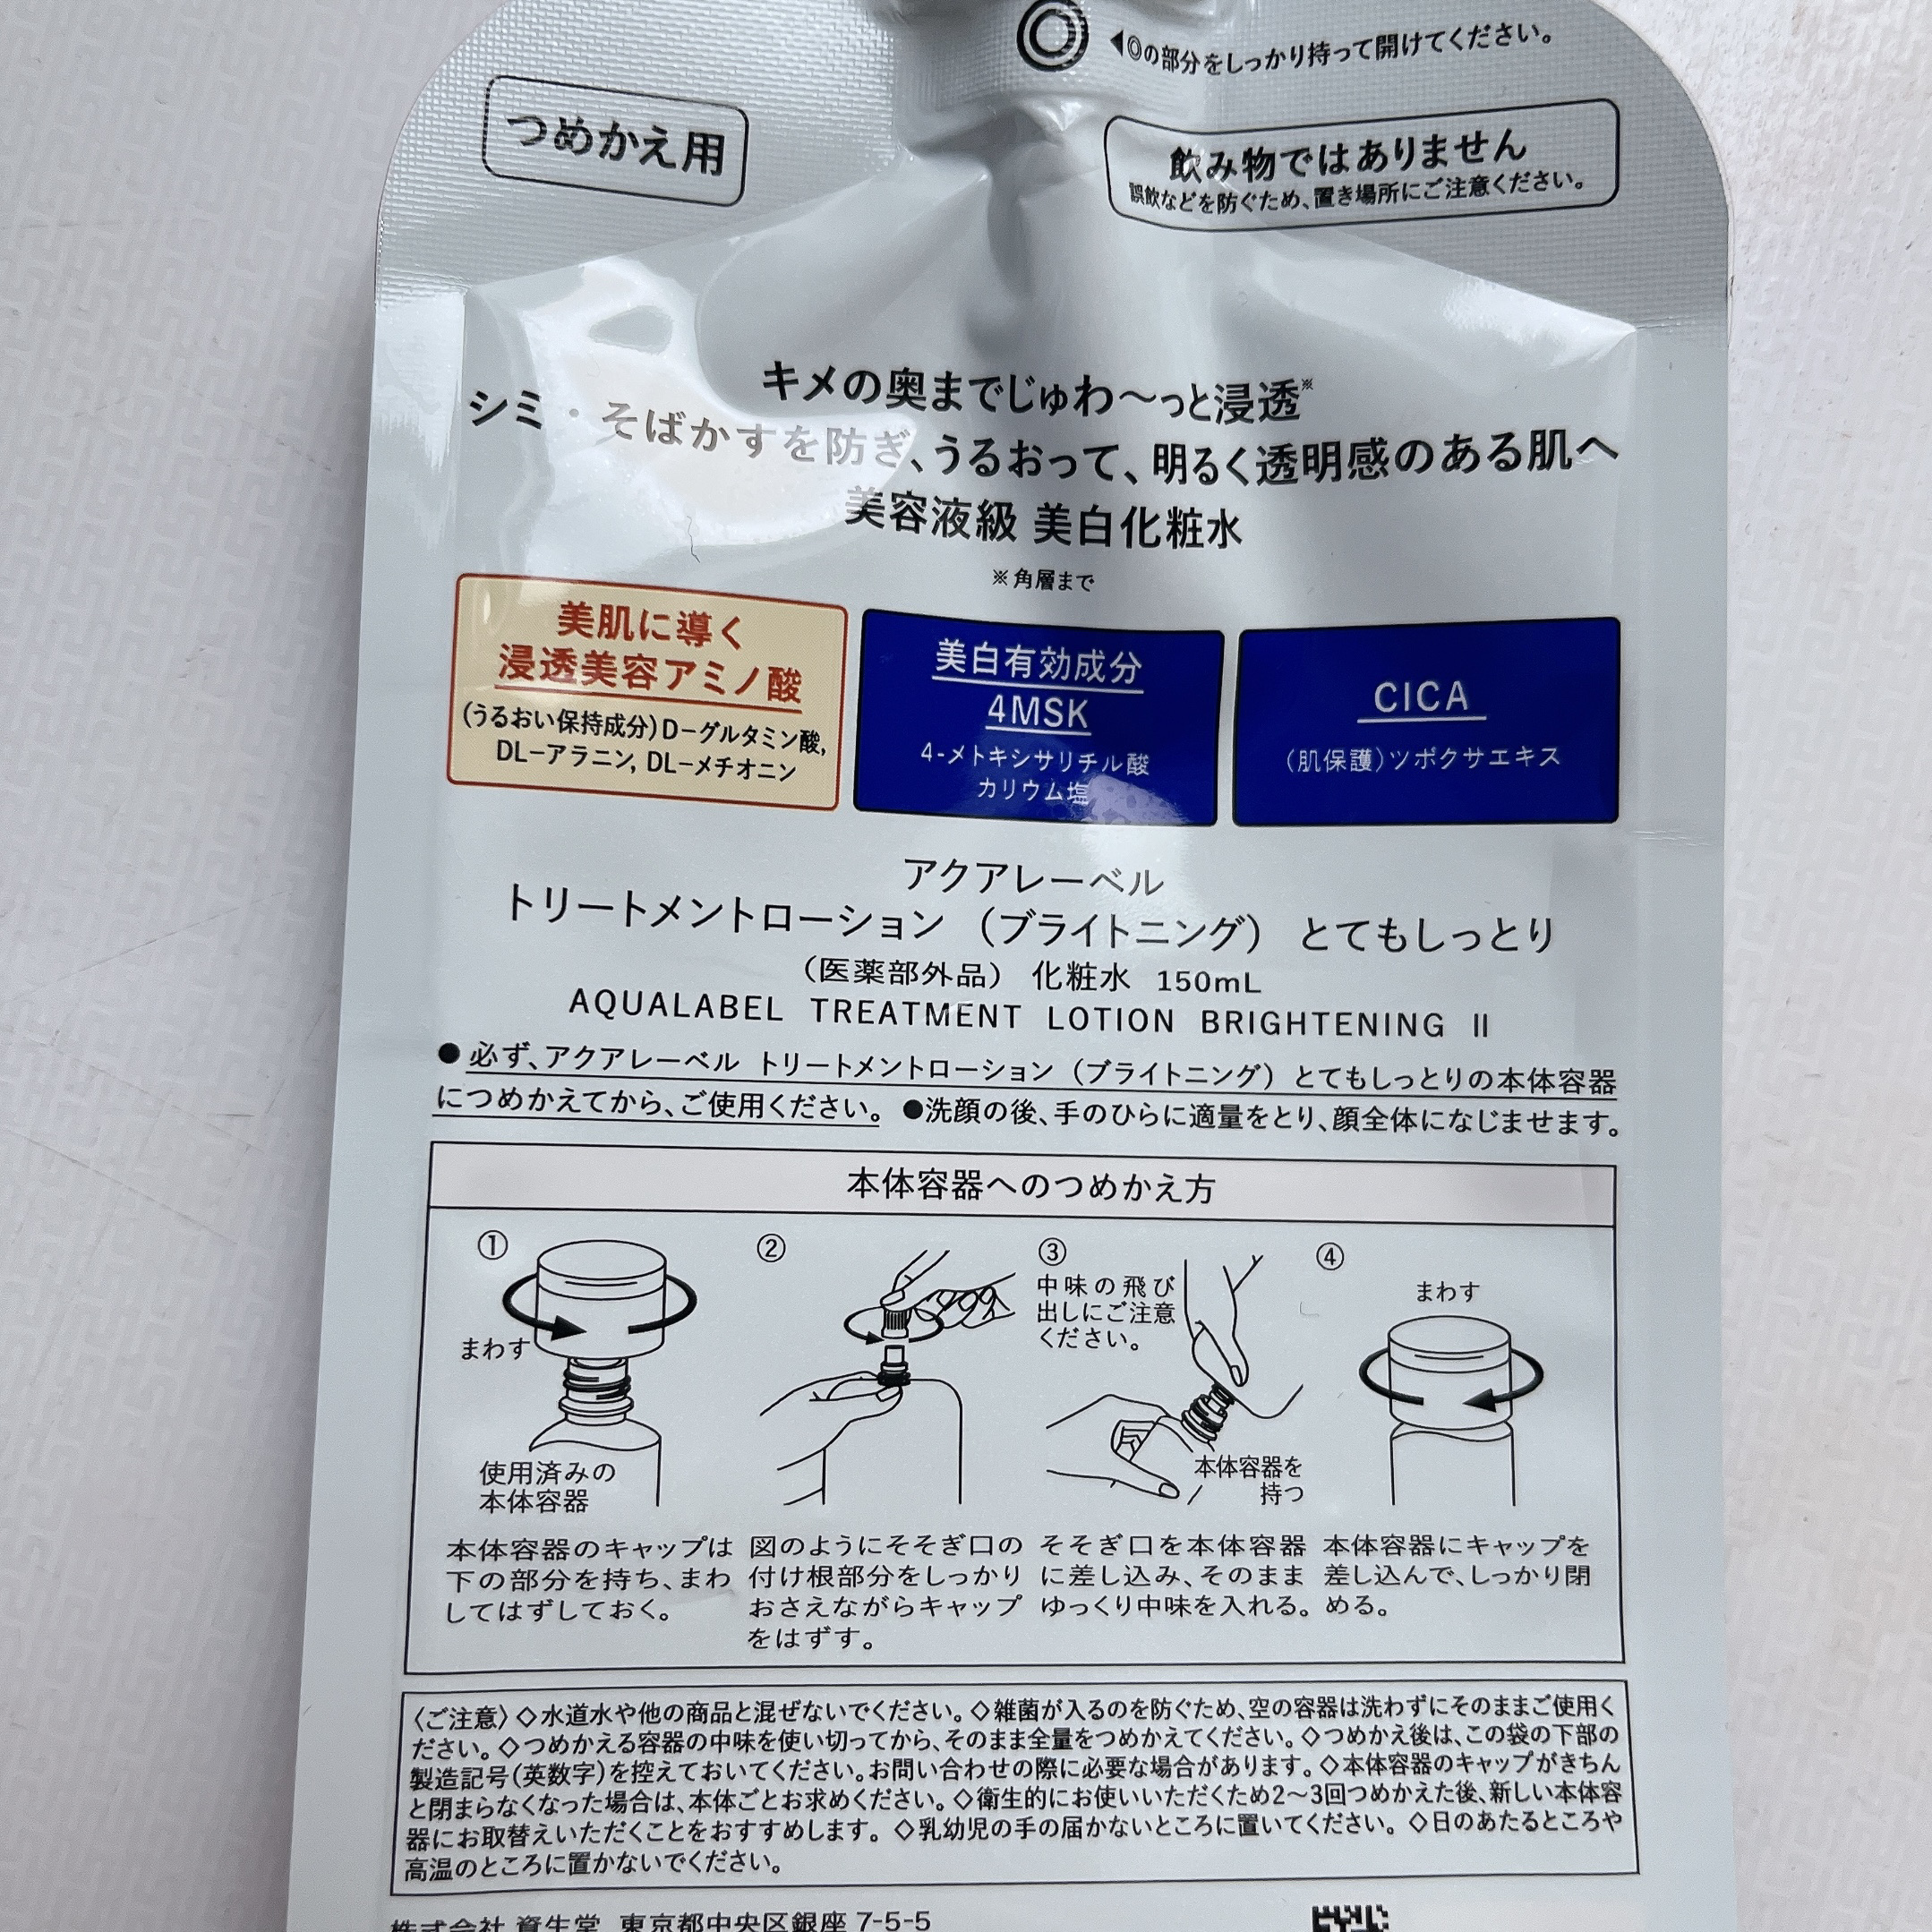 ◀◎の部分をしっかり持って開けてください。
つめかえ用
飲み物ではありません
誤飲などを防ぐため、置き場所にご注意ください。
キメの奥までじゅわ〜っと浸透※
シミ・そばかすを防ぎ、うるおって、明るく透明感のある肌へ
美容液級 美白化粧水
※角層まで
美肌に導く
浸透美容アミノ酸
(うるおい保持成分)D−グルタミン酸,
DL−アラニン, DL−メチオニン
美白有効成分
4MSK
4-メトキシサリチル酸
カリウム塩
CICA
(肌保護)ツボクサエキス
アクアレーベル
トリートメントローション (ブライトニング) とてもしっとり
(医薬部外品) 化粧水 150mL
AQUALABEL TREATMENT LOTION BRIGHTENING II
●必ず、アクアレーベル トリートメントローション (ブライトニング) とてもしっとりの本体容器
につめかえてから、ご使用ください。 ●洗顔の後、手のひらに適量をとり、顔全体になじませます。
本体容器へのつめかえ方
①
まわす
使用済みの
本体容器
本体容器のキャップは
下の部分を持ち、まわ
してはずしておく。
②
図のようにそそぎ口の
付け根部分をしっかり
おさえながらキャップ
をはずす。
③
中味の飛び
出しにご注意
ください。
本体容器を
持つ
そそぎ口を本体容器
に差し込み、そのまま
ゆっくり中味を入れる。
④
まわす
本体容器にキャップを
差し込んで、しっかり閉
める。
〈ご注意〉◇水道水や他の商品と混ぜないでください。◇雑菌が入るのを防ぐため、空の容器は洗わずにそのままご使用く
ださい。◇つめかえる容器の中味を使い切ってから、そのまま全量をつめかえてください。◇つめかえ後は、この袋の下部の
製造記号(英数字)を控えておいてください。お問い合わせの際に必要な場合があります。◇本体容器のキャップがきちん
と閉まらなくなった場合は、本体ごとお求めください。◇衛生的にお使いいただくため2〜3回つめかえた後、新しい本体容
器にお取替えいただくことをおすすめします。◇乳幼児の手の届かないところに置いてください。◇日のあたるところや
高温のところに置かないでください。
株式会社 資生堂 東京都中央区銀座 7-5-5